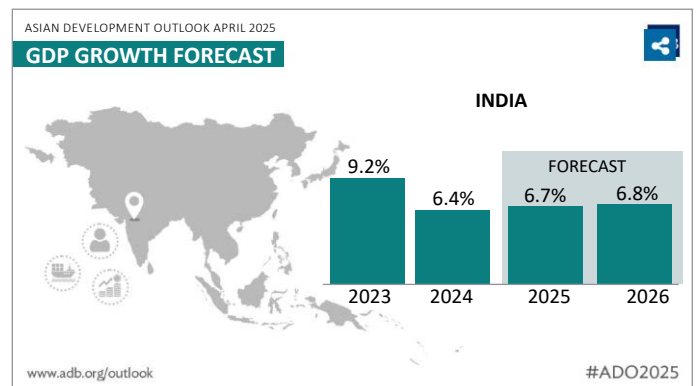 ASIAN DEVELOPMENT OUTLOOK APRIL 2025
GDP GROWTH FORECAST
INDIA
FORECAST
9.2%
6.4%
6.7%
6.8%
2023
2024
2025
2026
www.adb.org/outlook
#ADO2025